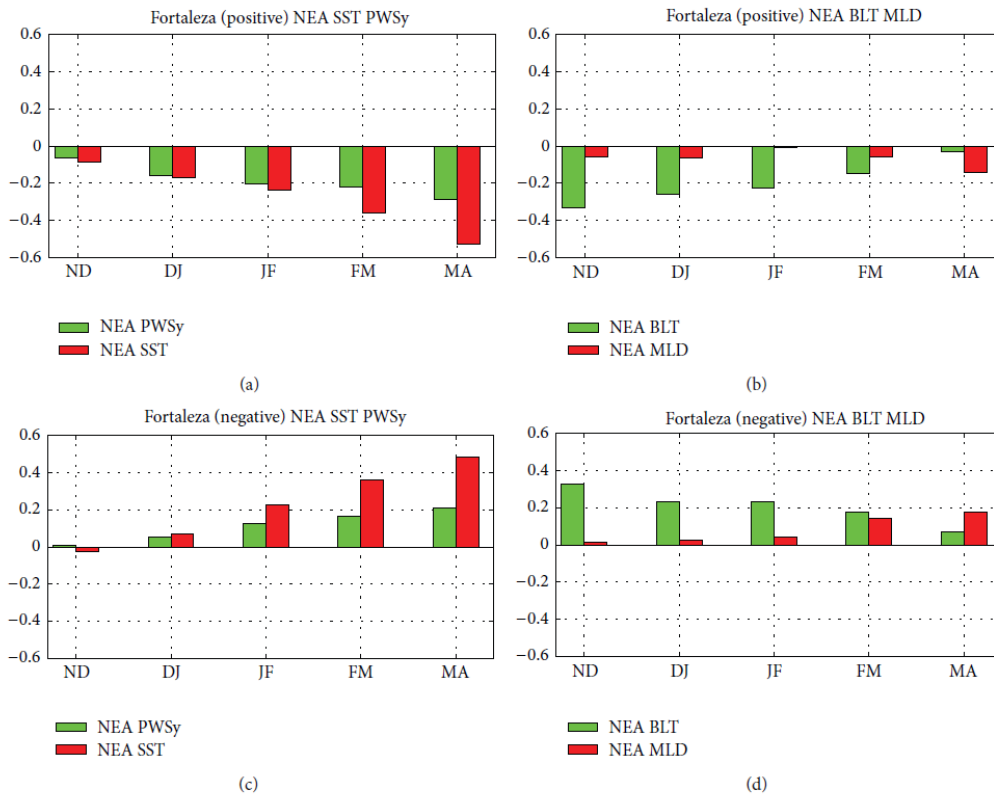 Fortaleza (positive) NEA SST PWSy
0.6
0.4
0.2
0
−0.2
−0.4
−0.6
ND DJ JF FM MA
NEA PWSy
NEA SST
(a)
Fortaleza (positive) NEA BLT MLD
0.6
0.4
0.2
0
−0.2
−0.4
−0.6
ND DJ JF FM MA
NEA BLT
NEA MLD
(b)
Fortaleza (negative) NEA SST PWSy
0.6
0.4
0.2
0
−0.2
−0.4
−0.6
ND DJ JF FM MA
NEA PWSy
NEA SST
(c)
Fortaleza (negative) NEA BLT MLD
0.6
0.4
0.2
0
−0.2
−0.4
−0.6
ND DJ JF FM MA
NEA BLT
NEA MLD
(d)